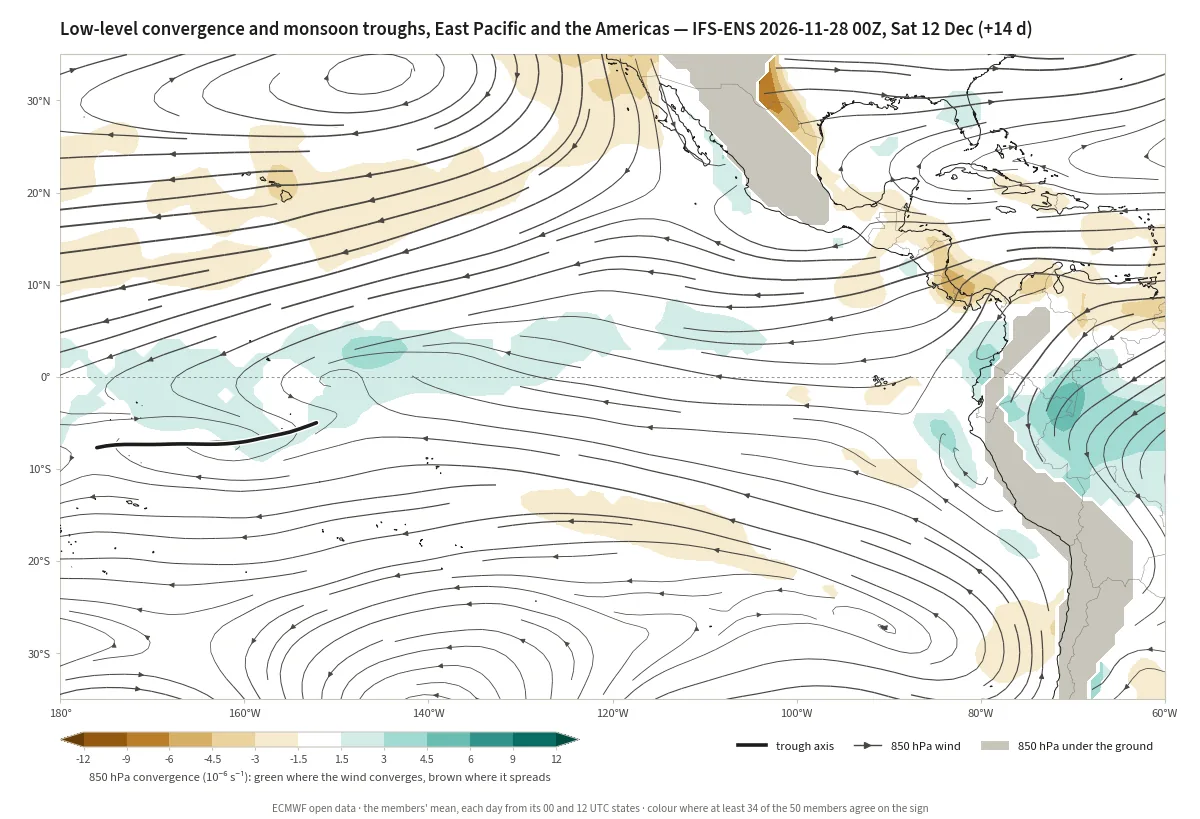 Low-level convergence and monsoon troughs, East Pacific and the Americas — IFS-ENS 2026-11-28 00Z, Sat 12 Dec (+14 d)
30°N
20°N
10°N
0°
10°S
20°S
30°S
180° 160°W 140°W 120°W 100°W 80°W 60°W
-12 -9 -6 -4.5 -3 -1.5 1.5 3 4.5 6 9 12
850 hPa convergence (10⁻⁶ s⁻¹): green where the wind converges, brown where it spreads
trough axis 850 hPa wind 850 hPa under the ground
ECMWF open data · the members' mean, each day from its 00 and 12 UTC states · colour where at least 34 of the 50 members agree on the sign